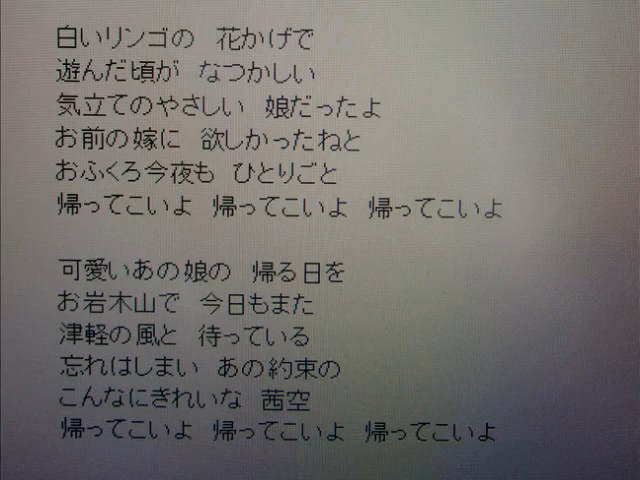 白いリンゴの　花かげで
遊んだ頃が　なつかしい
気立てのやさしい　娘だったよ
お前の嫁に　欲しかったねと
おふくろ今夜も　ひとりごと
帰ってこいよ　帰ってこいよ　帰ってこいよ

可愛いあの娘の　帰る日を
お岩木山で　今日もまた
津軽の風と　待っている
忘れはしまい　あの約束の
こんなにきれいな　茜空
帰ってこいよ　帰ってこいよ　帰ってこいよ